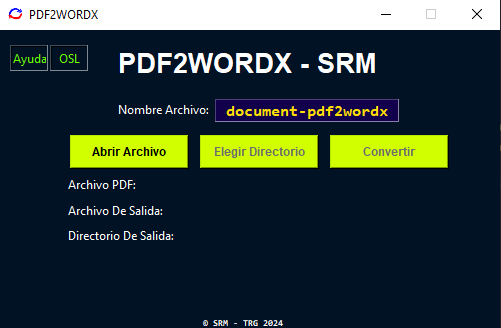 PDF2WORDX
Ayuda OSL
PDF2WORDX - SRM
Nombre Archivo: document-pdf2wordx
Abrir Archivo Elegir Directorio Convertir
Archivo PDF:
Archivo De Salida:
Directorio De Salida:
© SRM - TRG 2024